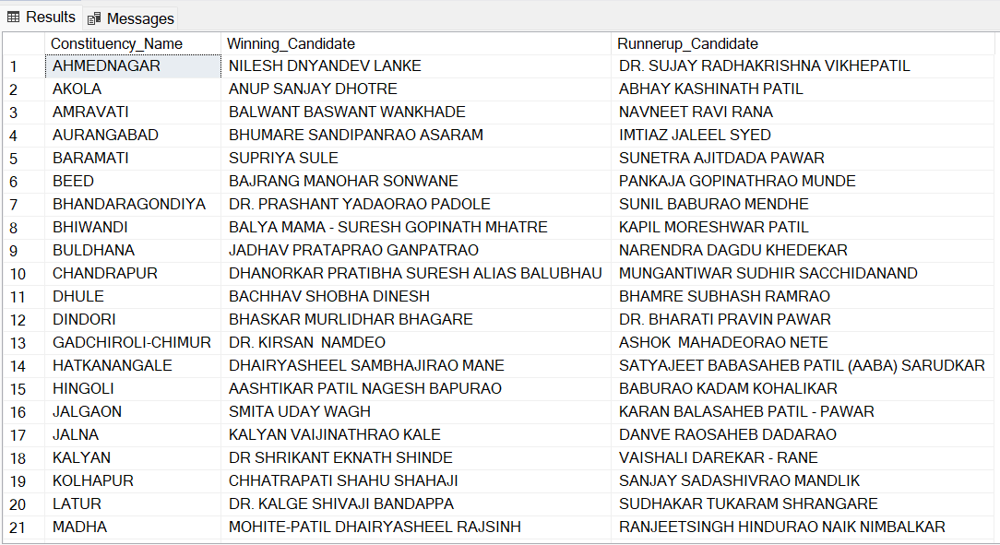 Results Messages
Constituency_Name Winning_Candidate Runnerup_Candidate
1 AHMEDNAGAR NILESH DNYANDEV LANKE DR. SUJAY RADHAKRISHNA VIKHEPATIL
2 AKOLA ANUP SANJAY DHOTRE ABHAY KASHINATH PATIL
3 AMRAVATI BALWANT BASWANT WANKHADE NAVNEET RAVI RANA
4 AURANGABAD BHUMARE SANDIPANRAO ASARAM IMTIAZ JALEEL SYED
5 BARAMATI SUPRIYA SULE SUNETRA AJITDADA PAWAR
6 BEED BAJRANG MANOHAR SONWANE PANKAJA GOPINATHRAO MUNDE
7 BHANDARAGONDIYA DR. PRASHANT YADAORAO PADOLE SUNIL BABURAO MENDHE
8 BHIWANDI BALYA MAMA - SURESH GOPINATH MHATRE KAPIL MORESHWAR PATIL
9 BULDHANA JADHAV PRATAPRAO GANPATRAO NARENDRA DAGDU KHEDEKAR
10 CHANDRAPUR DHANORKAR PRATIBHA SURESH ALIAS BALUBHAU MUNGANTIWAR SUDHIR SACCHIDANAND
11 DHULE BACHHAV SHOBHA DINESH BHAMRE SUBHASH RAMRAO
12 DINDORI BHASKAR MURLIDHAR BHAGARE DR. BHARATI PRAVIN PAWAR
13 GADCHIROLI-CHIMUR DR. KIRSAN  NAMDEO ASHOK  MAHADEORAO NETE
14 HATKANANGALE DHAIRYASHEEL SAMBHAJIRAO MANE SATYAJEET BABASAHEB PATIL (AABA) SARUDKAR
15 HINGOLI AASHTIKAR PATIL NAGESH BAPURAO BABURAO KADAM KOHALIKAR
16 JALGAON SMITA UDAY WAGH KARAN BALASAHEB PATIL - PAWAR
17 JALNA KALYAN VAIJINATHRAO KALE DANVE RAOSAHEB DADARAO
18 KALYAN DR SHRIKANT EKNATH SHINDE VAISHALI DAREKAR - RANE
19 KOLHAPUR CHHATRAPATI SHAHU SHAHAJI SANJAY SADASHIVRAO MANDLIK
20 LATUR DR. KALGE SHIVAJI BANDAPPA SUDHAKAR TUKARAM SHRANGARE
21 MADHA MOHITE-PATIL DHAIRYASHEEL RAJSINH RANJEETSINGH HINDURAO NAIK NIMBALKAR